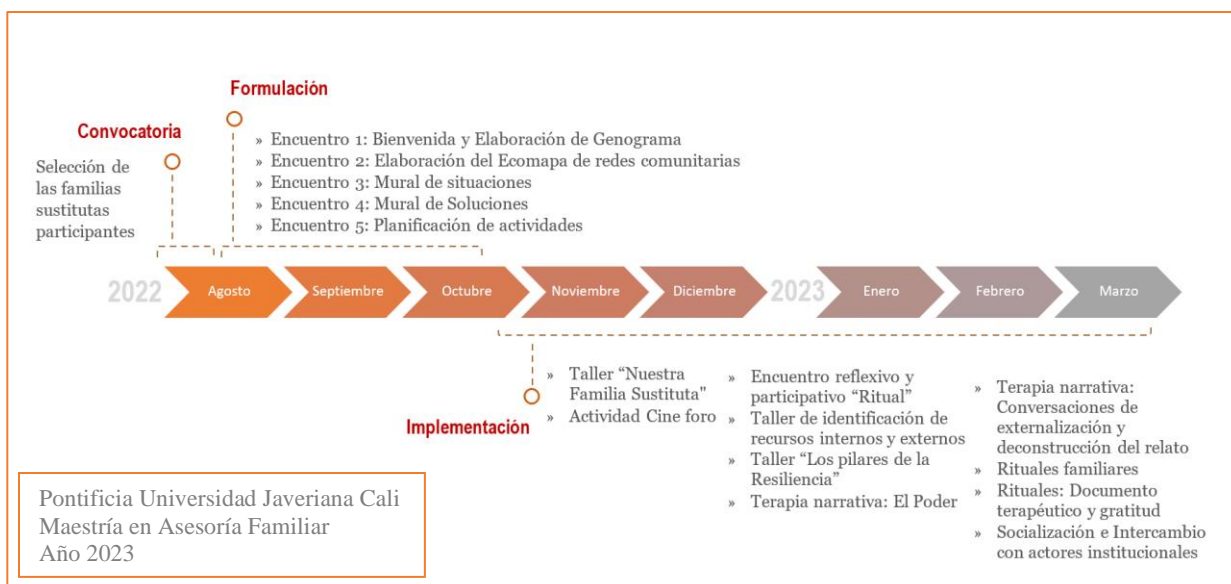 Formulación
» Encuentro 1: Bienvenida y Elaboración de Genograma
» Encuentro 2: Elaboración del Ecomapa de redes comunitarias
» Encuentro 3: Mural de situaciones
» Encuentro 4: Mural de Soluciones
» Encuentro 5: Planificación de actividades
Convocatoria
Selección de
las familias
sustitutas
participantes
2022
Agosto
Septiembre
Octubre
Noviembre
Diciembre
2023
Enero
Febrero
Marzo
Implementación
» Taller “Nuestra
Familia Sustituta"
» Actividad Cine foro
» Encuentro reflexivo y
participativo “Ritual”
» Taller de identificación de
recursos internos y externos
» Taller “Los pilares de la
Resiliencia”
» Terapia narrativa: El Poder
» Terapia narrativa:
Conversaciones de
externalización y
deconstrucción del relato
» Rituales familiares
» Rituales: Documento
terapéutico y gratitud
» Socialización e Intercambio
con actores institucionales
Pontificia Universidad Javeriana Cali
Maestría en Asesoría Familiar
Año 2023